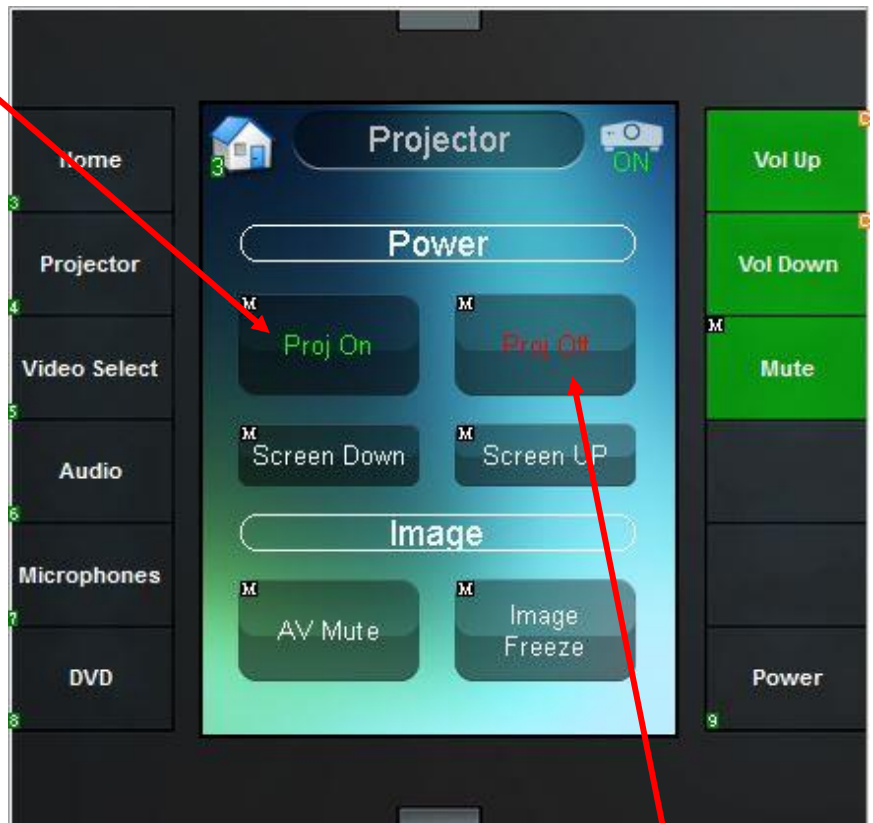 Home
3
Projector
4
Video Select
5
Audio
6
Microphones
7
DVD
8
3
Projector
ON
Power
M
Proj On
M
Proj Off
M
Screen Down
M
Screen UP
Image
M
AV Mute
M
Image
Freeze
C
Vol Up
C
Vol Down
M
Mute
Power
9